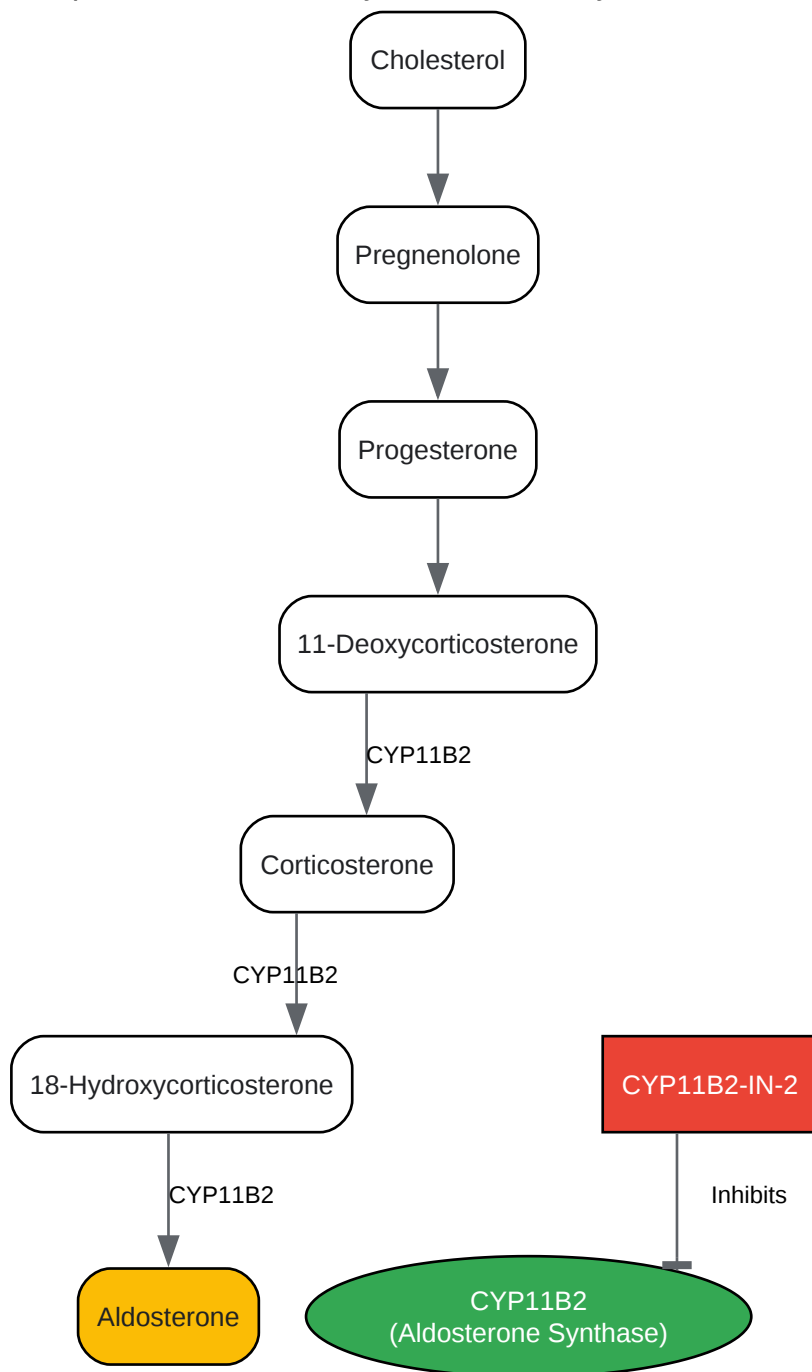 Cholesterol
Pregnenolone
Progesterone
11-Deoxycorticosterone
CYP11B2
Corticosterone
CYP11B2
18-Hydroxycorticosterone
CYP11B2-IN-2
CYP11B2
Inhibits
Aldosterone
CYP11B2
(Aldosterone Synthase)